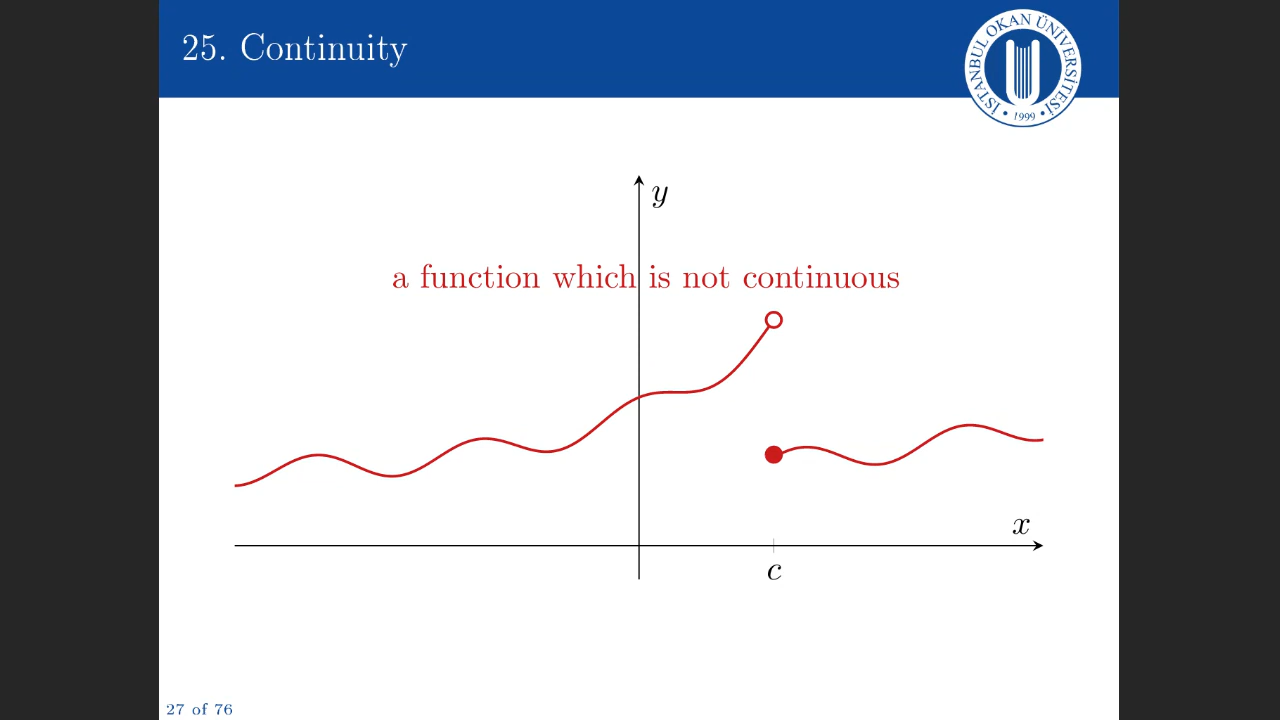 25. Continuity
İSTANBUL OKAN ÜNİVERSİTESİ
• 1999 •
y
a function which is not continuous
x
c
27 of 76